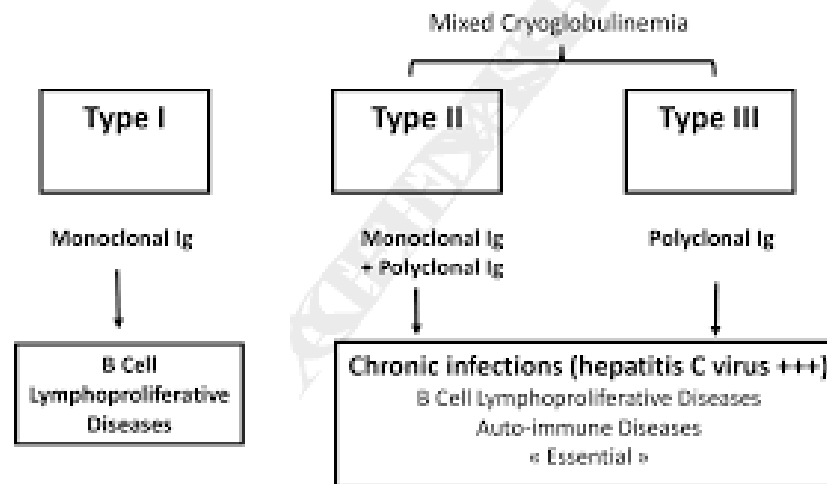 Mixed Cryoglobulinemia
Type I
Type II
Type III
Monoclonal Ig
Monoclonal Ig
+ Polyclonal Ig
Polyclonal Ig
B Cell
Lymphoproliferative
Diseases
Chronic infections (hepatitis C virus +++)
B Cell Lymphoproliferative Diseases
Auto-immune Diseases
« Essential »